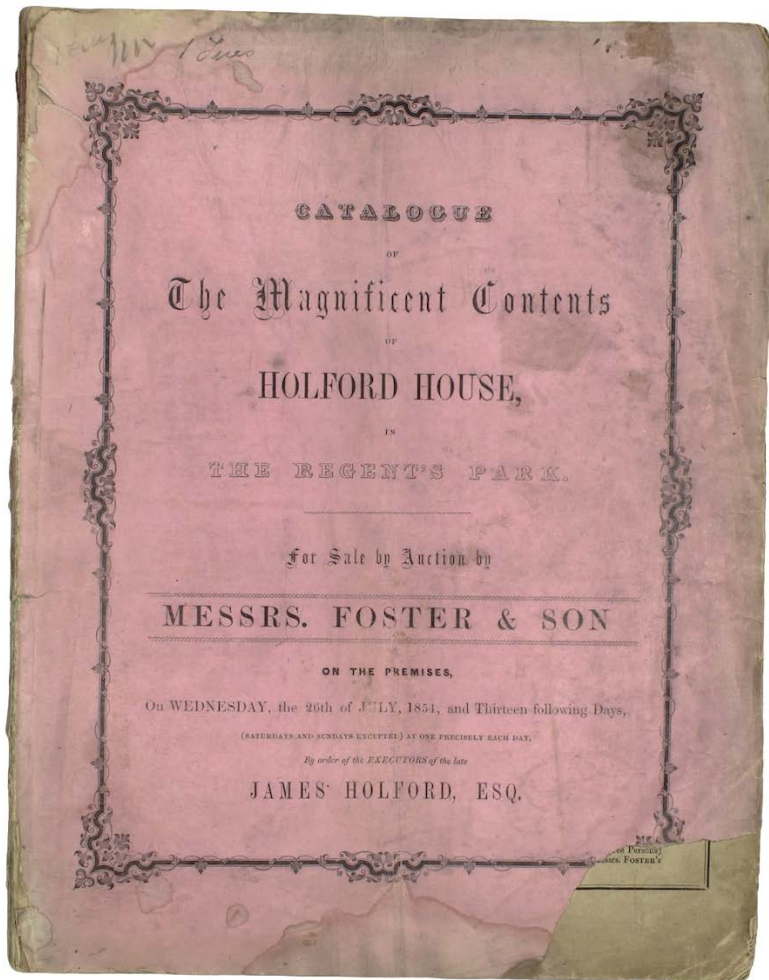 CATALOGUE
OF
The Magnificent Contents
OF
HOLFORD HOUSE,
IN
THE REGENT'S PARK.
For Sale by Auction by
MESSRS. FOSTER & SON
ON THE PREMISES,
On WEDNESDAY, the 26th of JULY, 1854, and Thirteen following Days,
(SATURDAYS AND SUNDAYS EXCEPTED) AT ONE PRECISELY EACH DAY,
By order of the EXECUTORS of the late
JAMES HOLFORD, ESQ.
Persons)
FOSTER'S